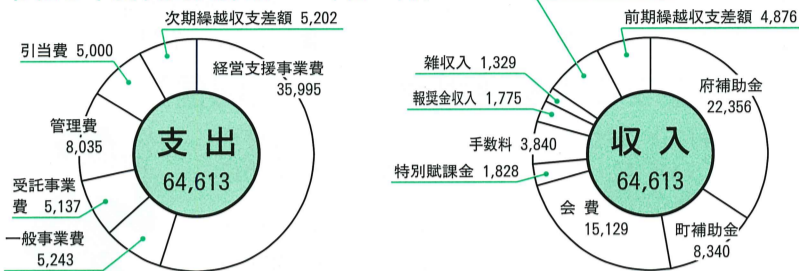 次期繰越収支差額 5,202
引当費 5,000
経営支援事業費
35,995
管理費
8,035
支出
64,613
受託事業
費 5,137
一般事業費
5,243
前期繰越収支差額 4,876
雑収入 1,329
報奨金収入 1,775
府補助金
22,356
手数料 3,840
収入
64,613
特別賦課金 1,828
会費
15,129
町補助金
8,340